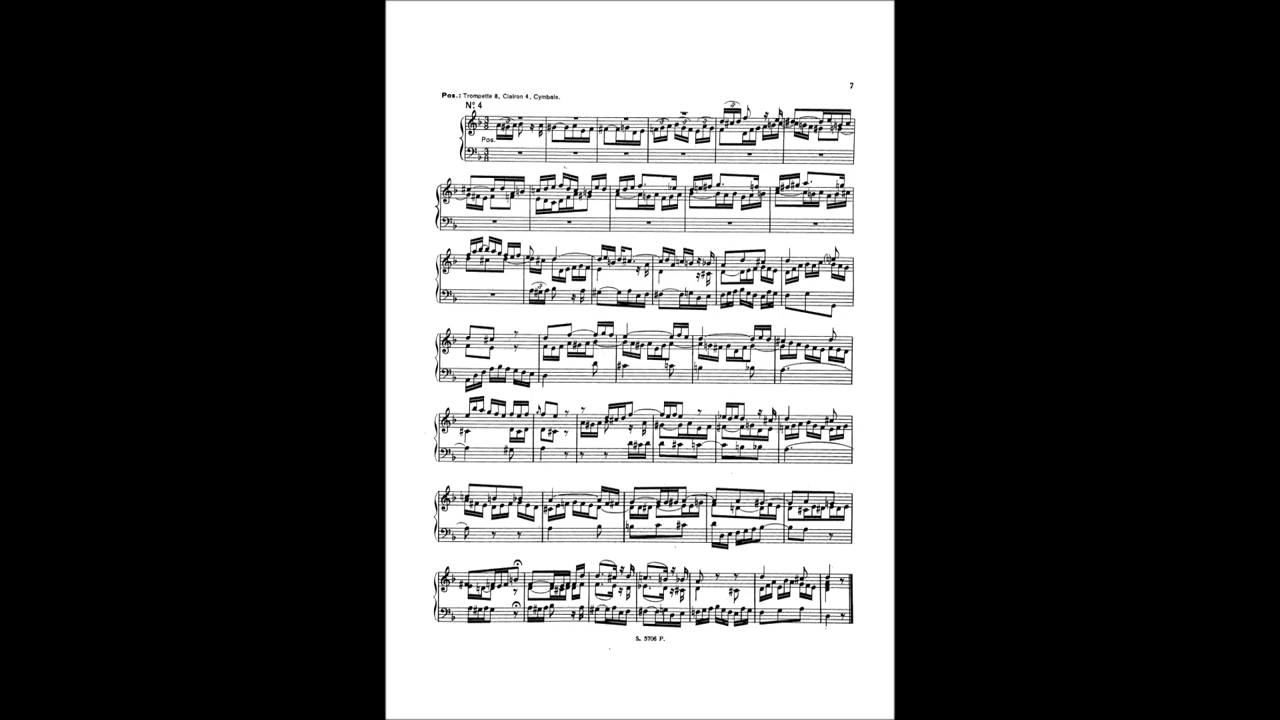 7
Pos.: Trompette 8, Clairon 4, Cymbale.
Nº 4
Pos.
S. 5706 P.